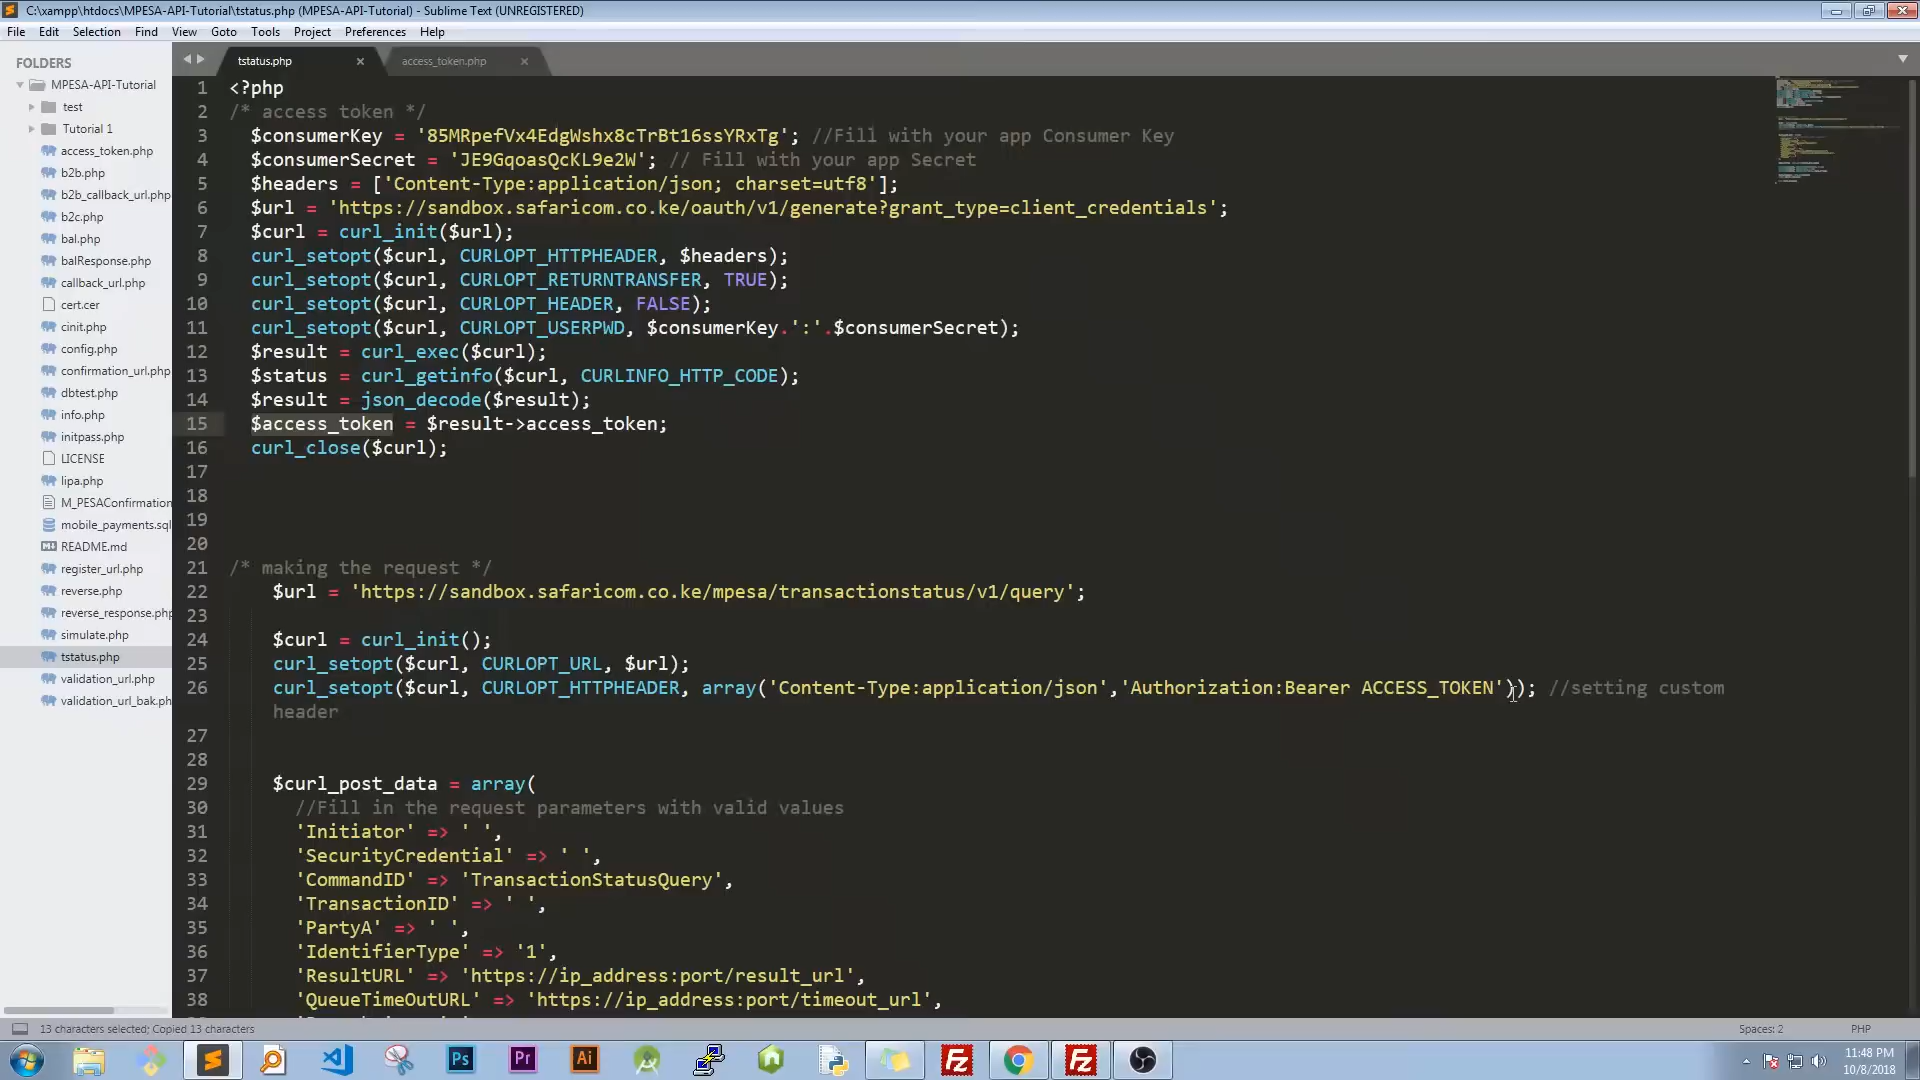 C:\xampp\htdocs\MPESA-API-Tutorial\tstatus.php (MPESA-API-Tutorial) - Sublime Text (UNREGISTERED)
File Edit Selection Find View Goto Tools Project Preferences Help
FOLDERS
MPESA-API-Tutorial
test
Tutorial 1
access_token.php
b2b.php
b2b_callback_url.php
b2c.php
bal.php
balResponse.php
callback_url.php
cert.cer
cinit.php
config.php
confirmation_url.php
dbtest.php
info.php
initpass.php
LICENSE
lipa.php
M_PESAConfirmation
mobile_payments.sql
README.md
register_url.php
reverse.php
reverse_response.php
simulate.php
tstatus.php
validation_url.php
validation_url_bak.ph
tstatus.php access_token.php
1 <?php
2 /* access token */
3 $consumerKey = '85MRpefVx4EdgWshx8cTrBt16ssYRxTg'; //Fill with your app Consumer Key
4 $consumerSecret = 'JE9GqoasQcKL9e2W'; // Fill with your app Secret
5 $headers = ['Content-Type:application/json; charset=utf8'];
6 $url = 'https://sandbox.safaricom.co.ke/oauth/v1/generate?grant_type=client_credentials';
7 $curl = curl_init($url);
8 curl_setopt($curl, CURLOPT_HTTPHEADER, $headers);
9 curl_setopt($curl, CURLOPT_RETURNTRANSFER, TRUE);
10 curl_setopt($curl, CURLOPT_HEADER, FALSE);
11 curl_setopt($curl, CURLOPT_USERPWD, $consumerKey.':'.$consumerSecret);
12 $result = curl_exec($curl);
13 $status = curl_getinfo($curl, CURLINFO_HTTP_CODE);
14 $result = json_decode($result);
15 $access_token = $result->access_token;
16 curl_close($curl);
17
18
19
20
21 /* making the request */
22 $url = 'https://sandbox.safaricom.co.ke/mpesa/transactionstatus/v1/query';
23
24 $curl = curl_init();
25 curl_setopt($curl, CURLOPT_URL, $url);
26 curl_setopt($curl, CURLOPT_HTTPHEADER, array('Content-Type:application/json','Authorization:Bearer ACCESS_TOKEN')); //setting custom
header
27
28
29 $curl_post_data = array(
30 //Fill in the request parameters with valid values
31 'Initiator' => ' ',
32 'SecurityCredential' => ' ',
33 'CommandID' => 'TransactionStatusQuery',
34 'TransactionID' => ' ',
35 'PartyA' => ' ',
36 'IdentifierType' => '1',
37 'ResultURL' => 'https://ip_address:port/result_url',
38 'QueueTimeOutURL' => 'https://ip_address:port/timeout_url',
13 characters selected; Copied 13 characters Spaces: 2 PHP
Ps Pr Ai Fz Fz
11:48 PM
10/8/2018